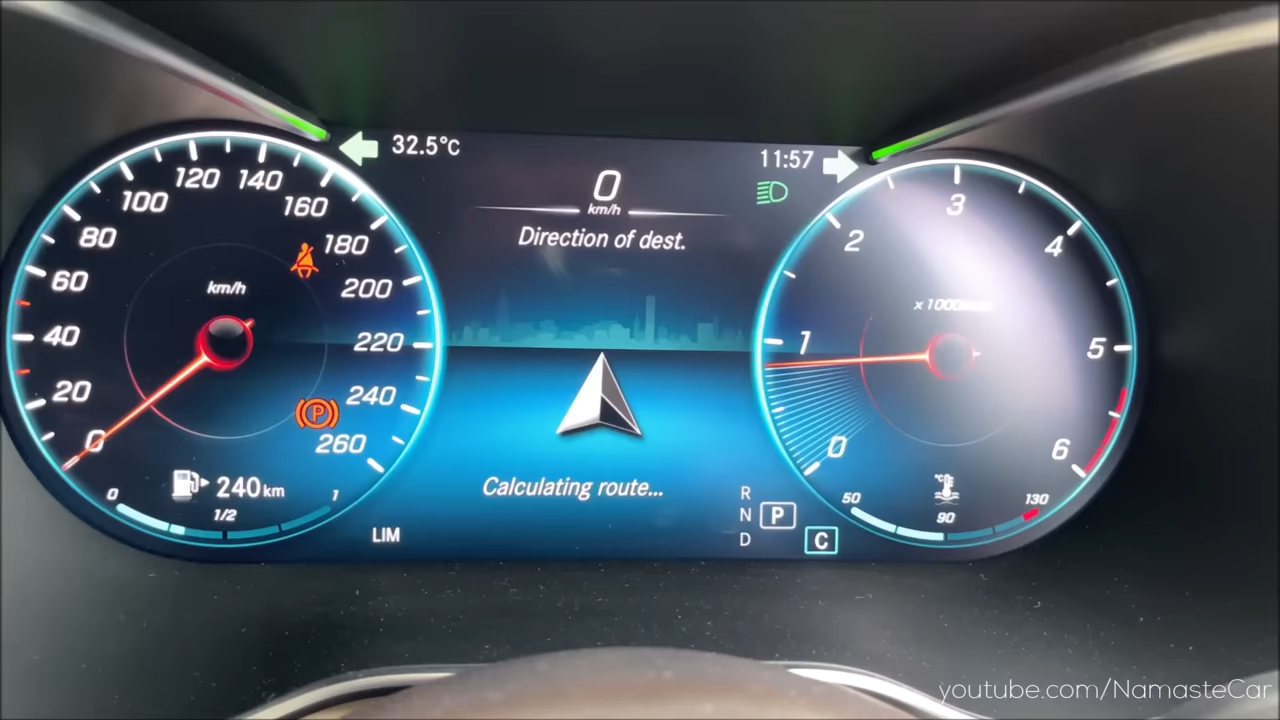 32.5°C
11:57
0
km/h
Direction of dest.
Calculating route...
0
20
40
60
80
100
120
140
160
180
200
220
240
260
km/h
P
240 km
0
1/2
1
LIM
R
N
D
P
C
0
1
2
3
4
5
6
°C
50
90
130
youtube.com/NamasteCar